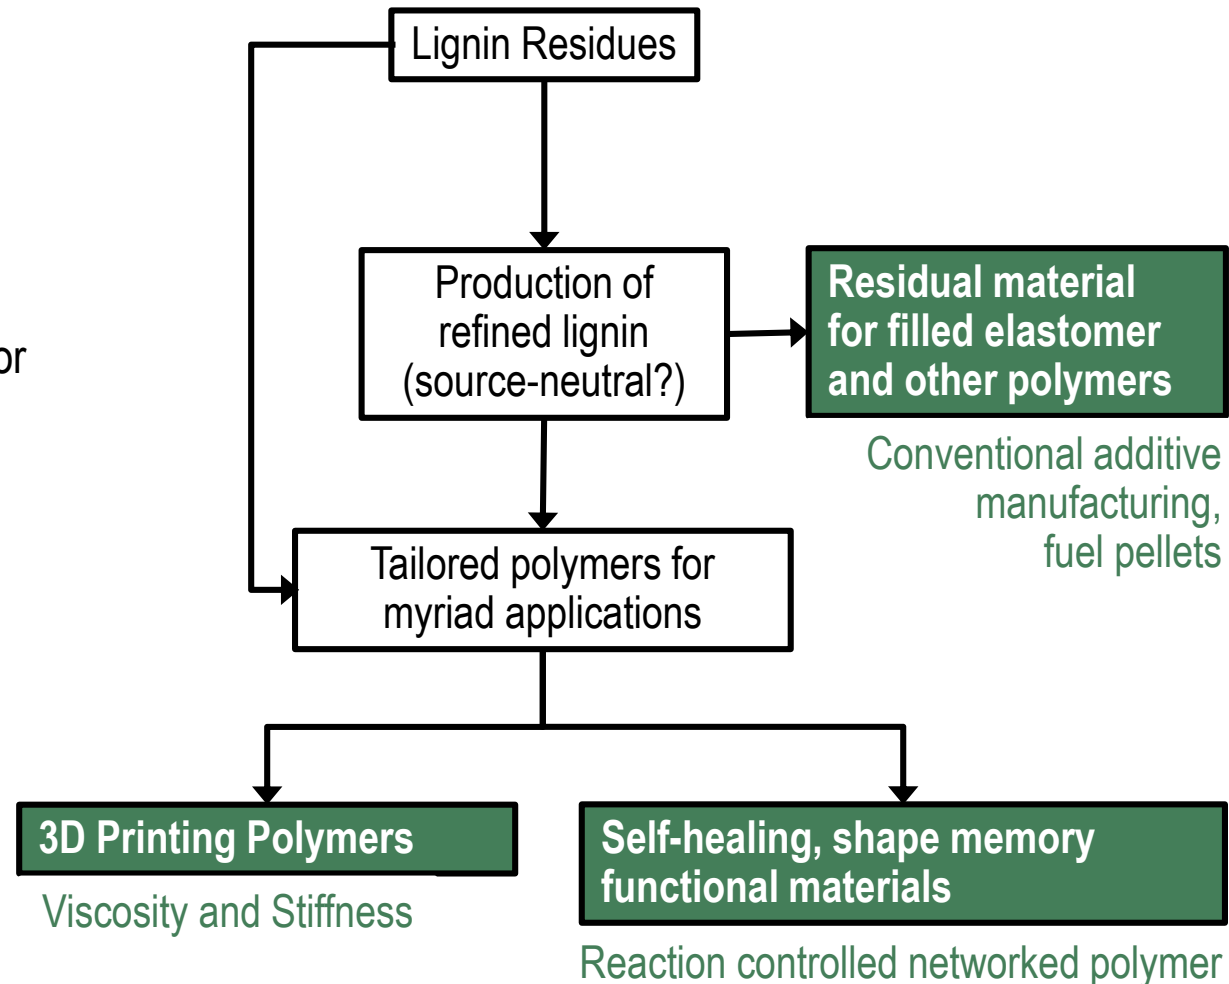 Lignin Residues
Production of
refined lignin
(source-neutral?)
Residual material
for filled elastomer
and other polymers
or
Conventional additive
manufacturing,
fuel pellets
Tailored polymers for
myriad applications
3D Printing Polymers
Viscosity and Stiffness
Self-healing, shape memory
functional materials
Reaction controlled networked polymer